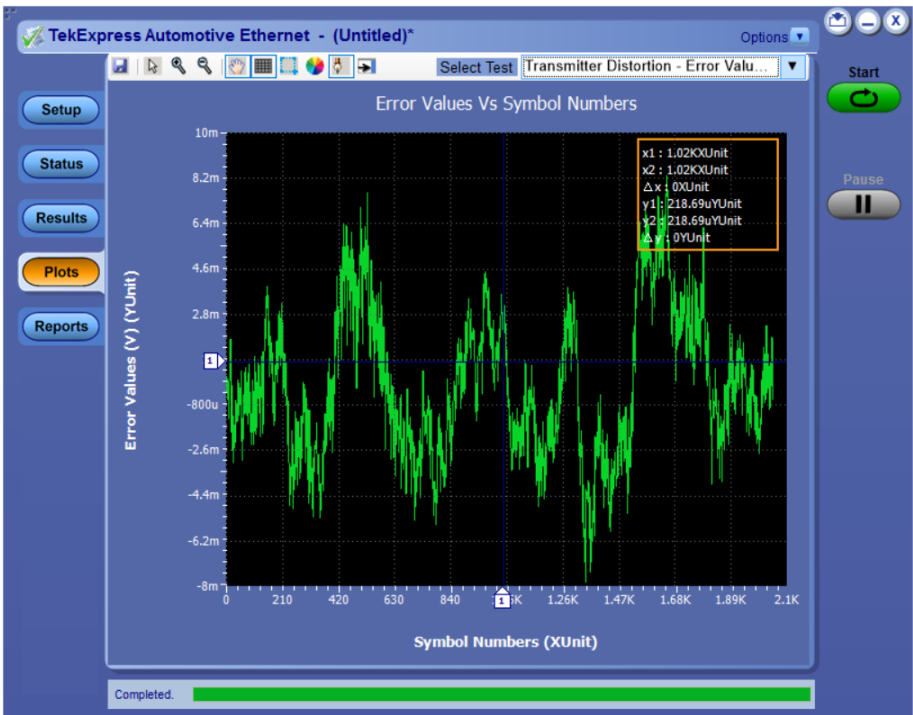 TekExpress Automotive Ethernet - (Untitled)*
Options
Select Test
Transmitter Distortion - Error Valu...
Start
Pause
Setup
Status
Results
Plots
Reports
Error Values Vs Symbol Numbers
x1 : 1.02KXUnit
x2 : 1.02KXUnit
Δ x : 0XUnit
y1 : 218.69uYUnit
y2 : 218.69uYUnit
Δ y : 0YUnit
Error Values (V) (YUnit)
10m
8.2m
6.4m
4.6m
2.8m
1
-800u
-2.6m
-4.4m
-6.2m
-8m
0 210 420 630 840 1 1.26K 1.47K 1.68K 1.89K 2.1K
Symbol Numbers (XUnit)
Completed.